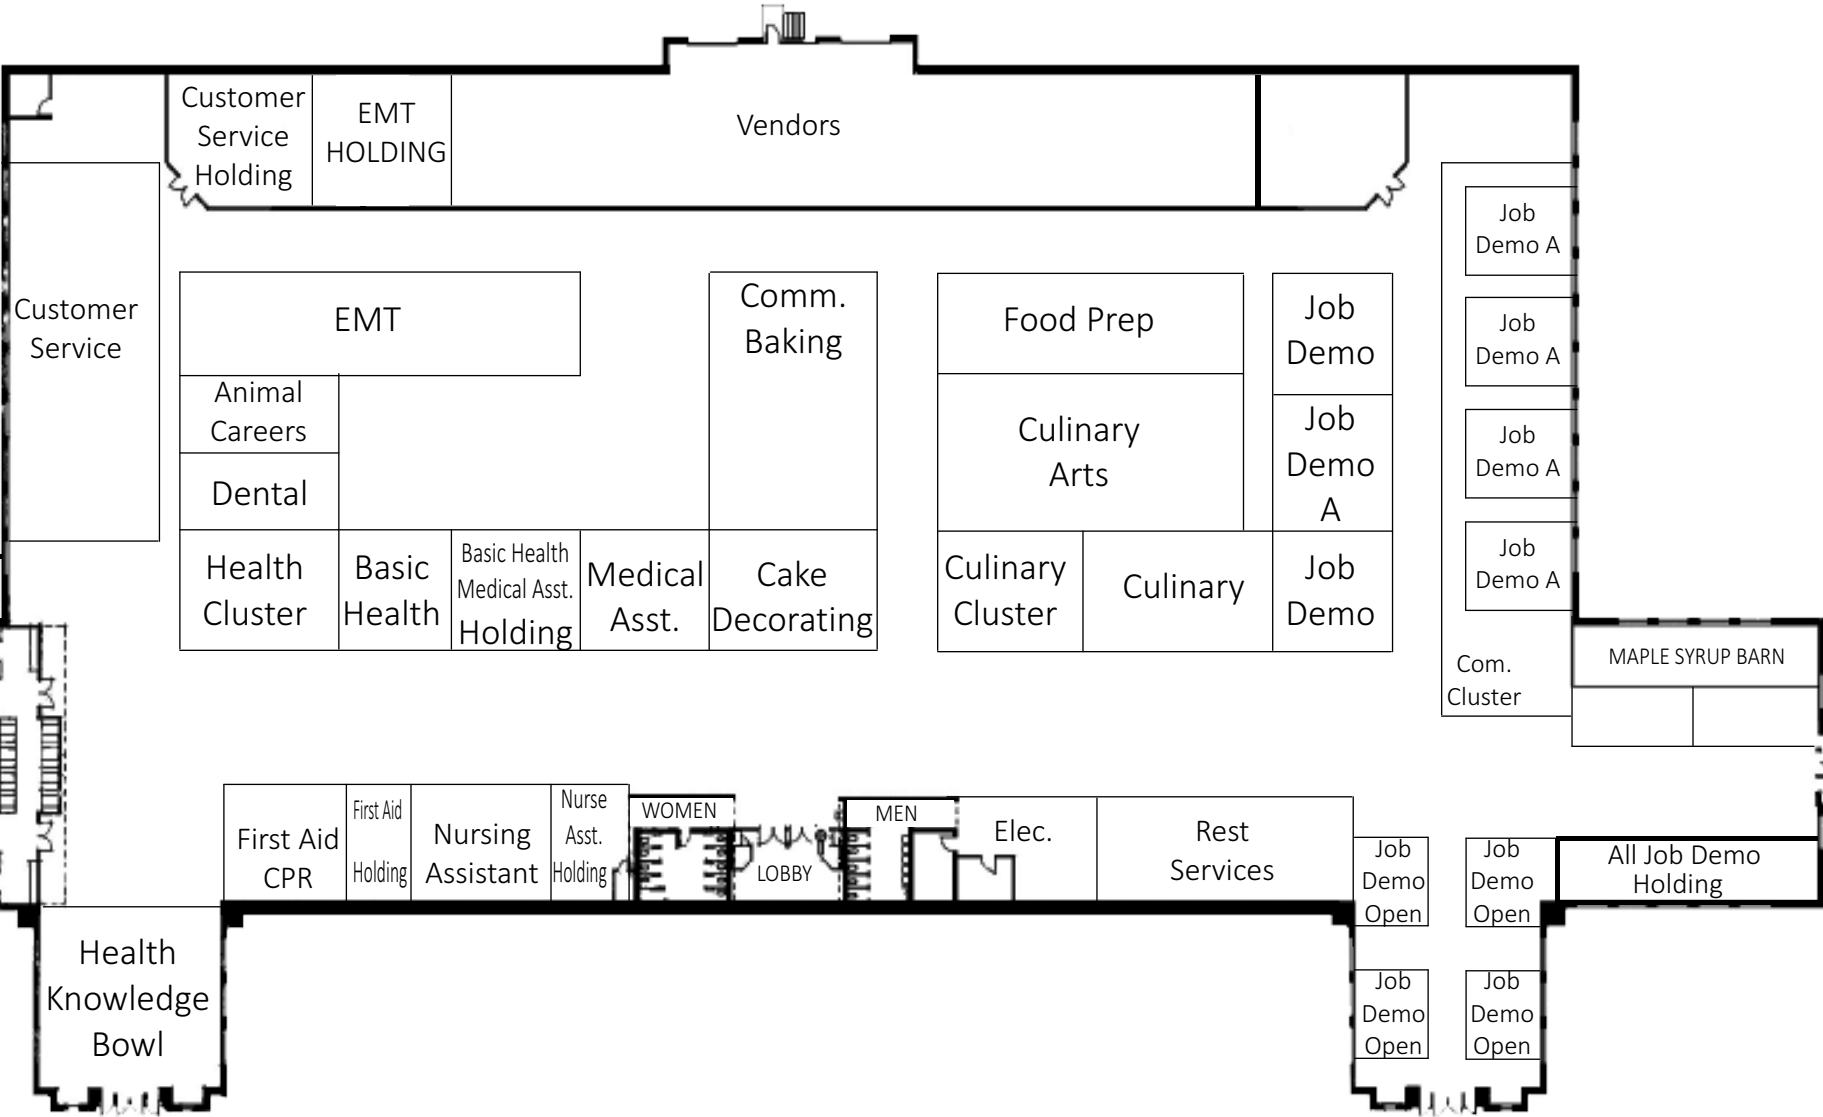 Customer
Service
Holding
EMT
HOLDING
Vendors
Customer
Service
EMT
Animal
Careers
Dental
Health
Cluster
Basic
Health
Basic Health
Medical Asst.
Holding
Medical
Asst.
Comm.
Baking
Cake
Decorating
Food Prep
Culinary
Arts
Culinary
Cluster
Culinary
Job
Demo
Job
Demo
A
Job
Demo
Job
Demo A
Job
Demo A
Job
Demo A
Job
Demo A
Com.
Cluster
MAPLE SYRUP BARN
First Aid
CPR
First Aid
Holding
Nursing
Assistant
Nurse
Asst.
Holding
WOMEN
LOBBY
MEN
Elec.
Rest
Services
Job
Demo
Open
Job
Demo
Open
All Job Demo
Holding
Health
Knowledge
Bowl
Job
Demo
Open
Job
Demo
Open